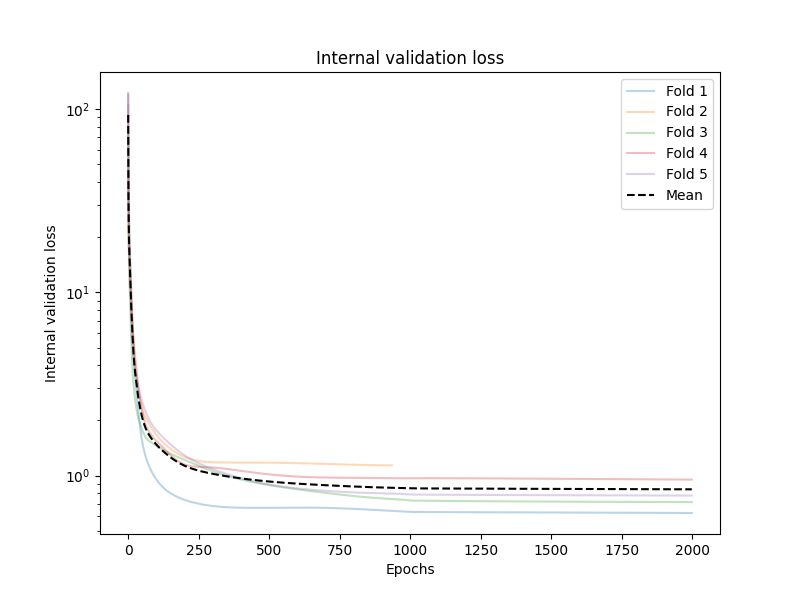 Internal validation loss
Internal validation loss
10²
10¹
10⁰
0 250 500 750 1000 1250 1500 1750 2000
Epochs
Fold 1
Fold 2
Fold 3
Fold 4
Fold 5
Mean